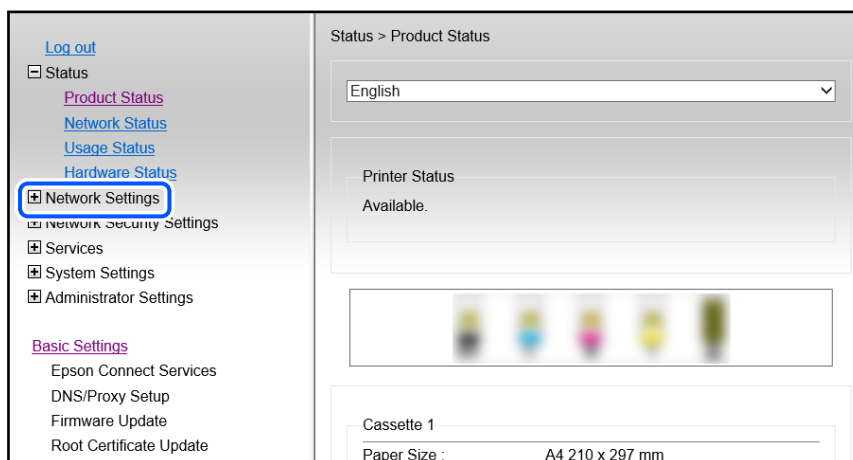 Log out
Status
Product Status
Network Status
Usage Status
Hardware Status
Network Settings
Network Security Settings
Services
System Settings
Administrator Settings
Basic Settings
Epson Connect Services
DNS/Proxy Setup
Firmware Update
Root Certificate Update
Status > Product Status
English
Printer Status
Available.
Cassette 1
Paper Size : A4 210 x 297 mm